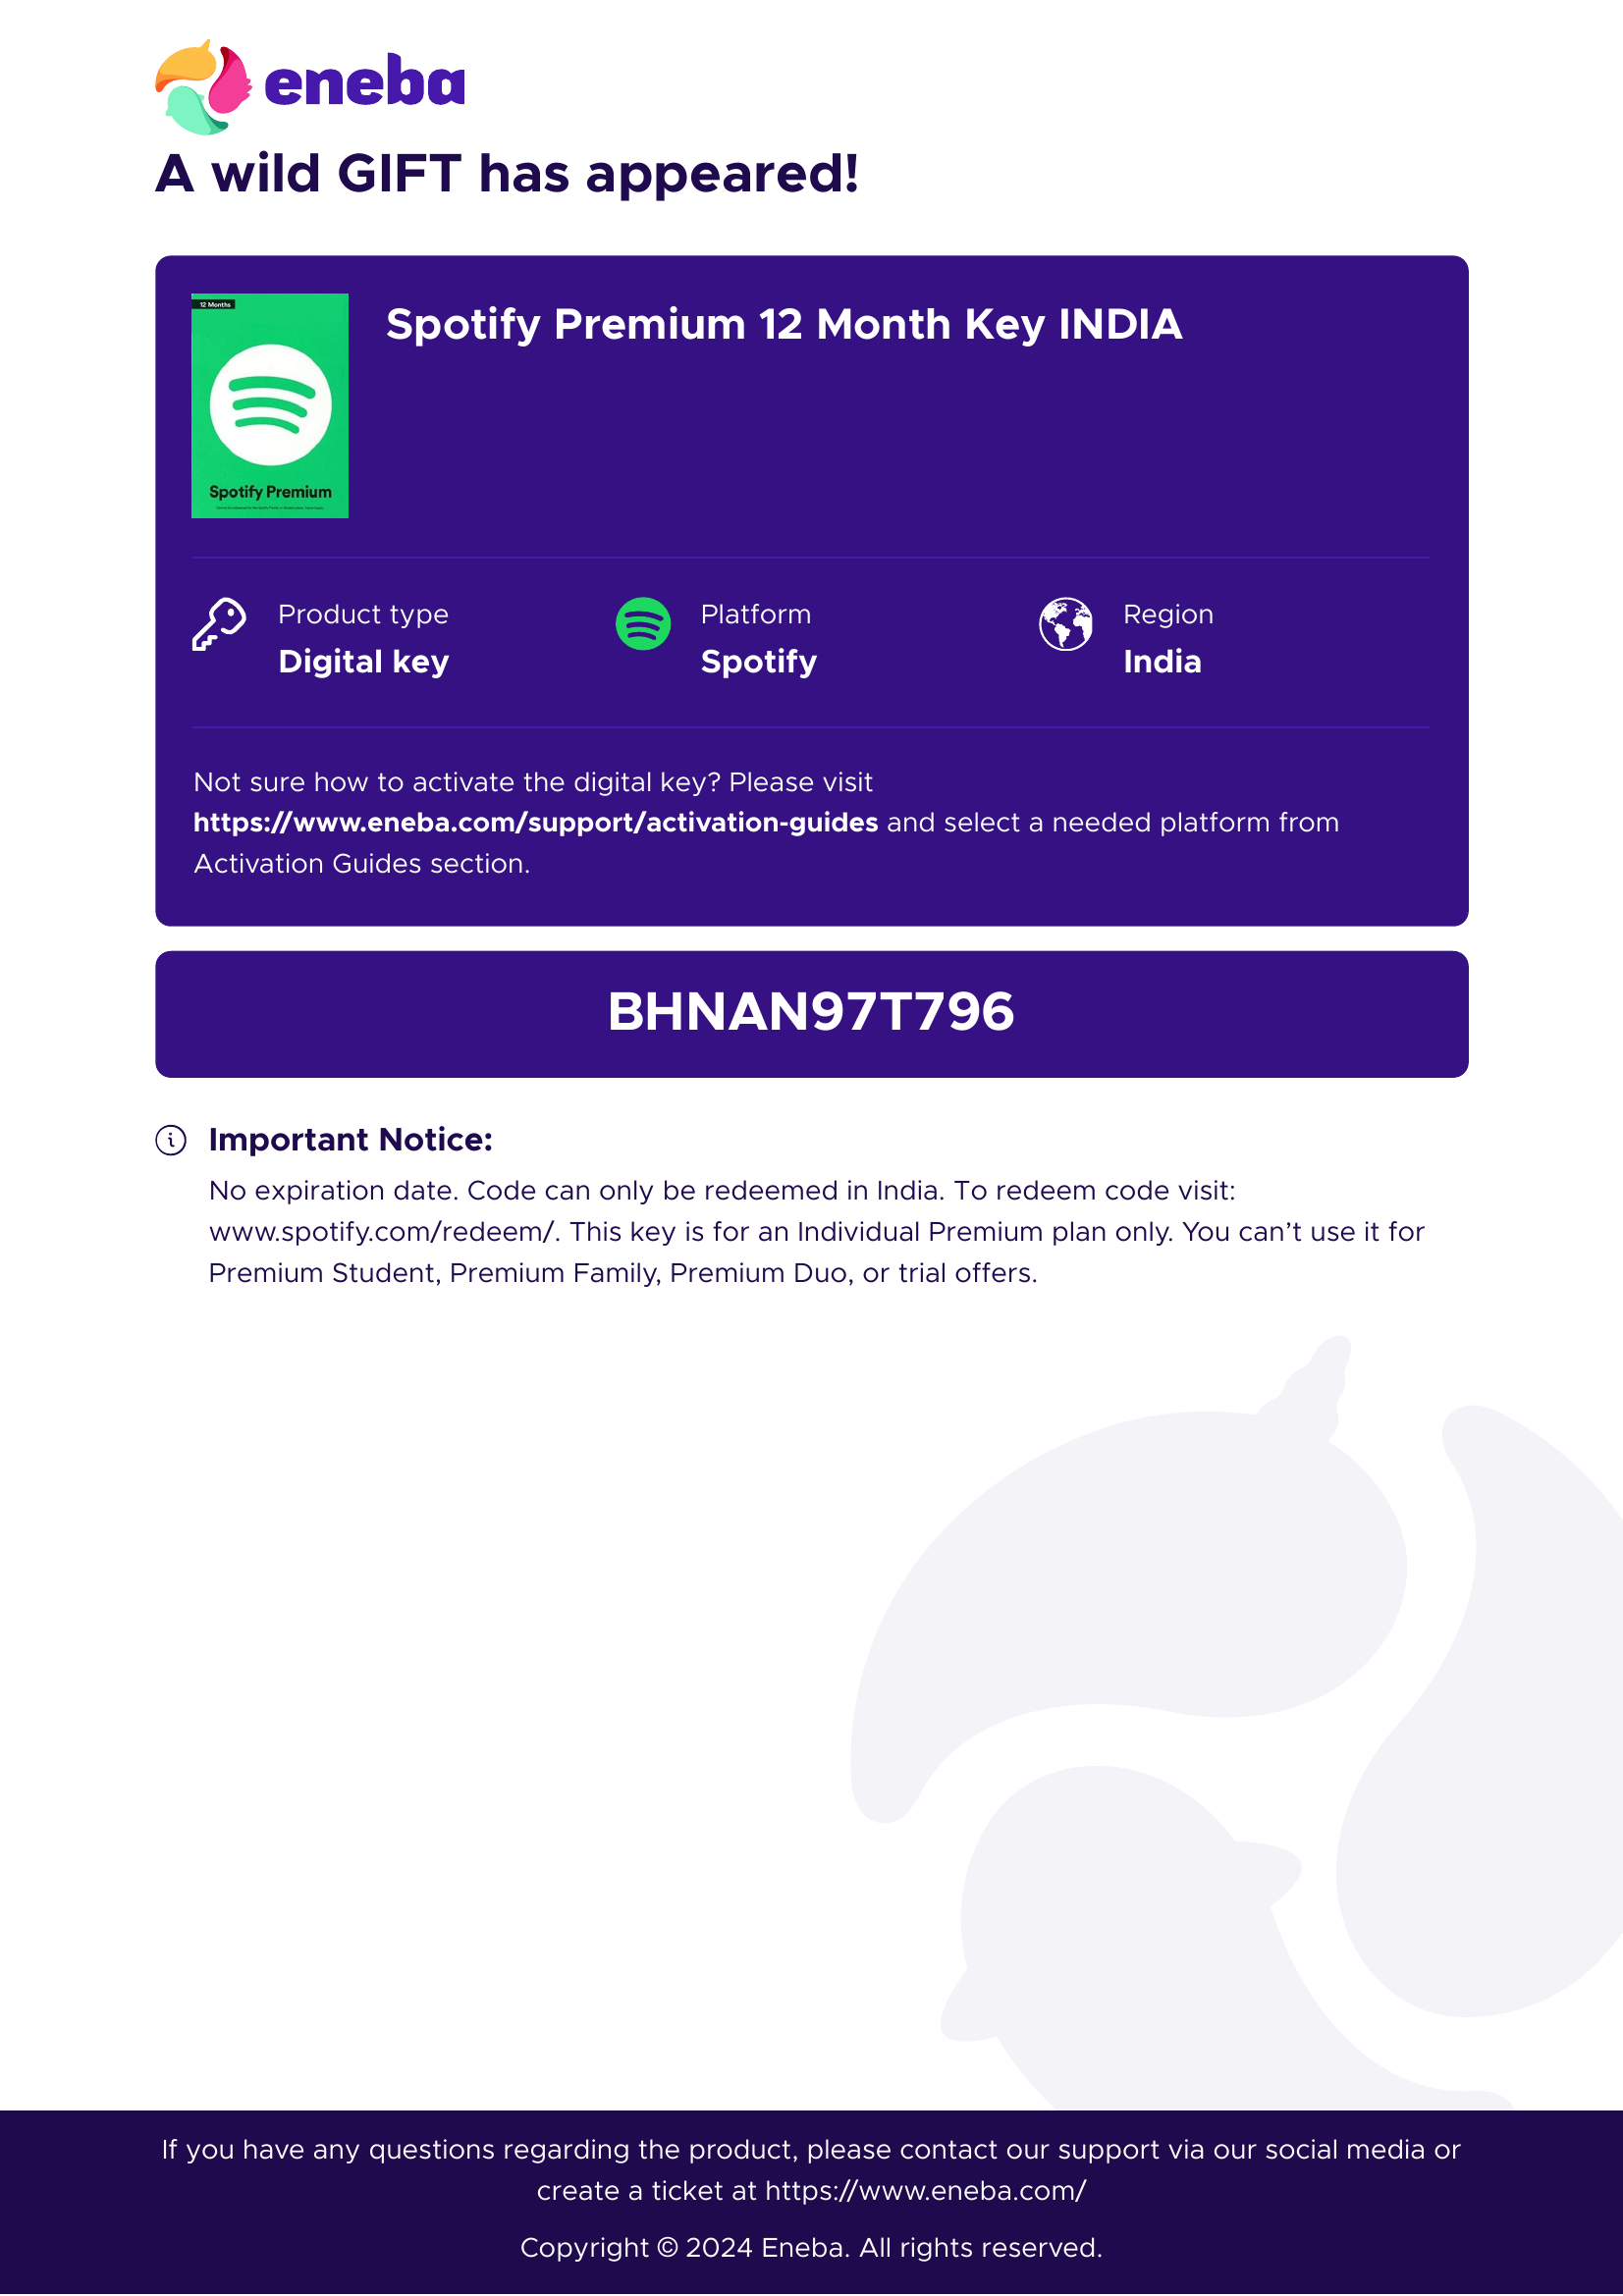 eneba
A wild GIFT has appeared!
12 Months
Spotify Premium
Spotify Premium 12 Month Key INDIA
Product type
Digital key
Platform
Spotify
Region
India
Not sure how to activate the digital key? Please visit
https://www.eneba.com/support/activation-guides and select a needed platform from
Activation Guides section.
BHNAN97T796
Important Notice:
No expiration date. Code can only be redeemed in India. To redeem code visit:
www.spotify.com/redeem/. This key is for an Individual Premium plan only. You can’t use it for
Premium Student, Premium Family, Premium Duo, or trial offers.
If you have any questions regarding the product, please contact our support via our social media or
create a ticket at https://www.eneba.com/
Copyright © 2024 Eneba. All rights reserved.